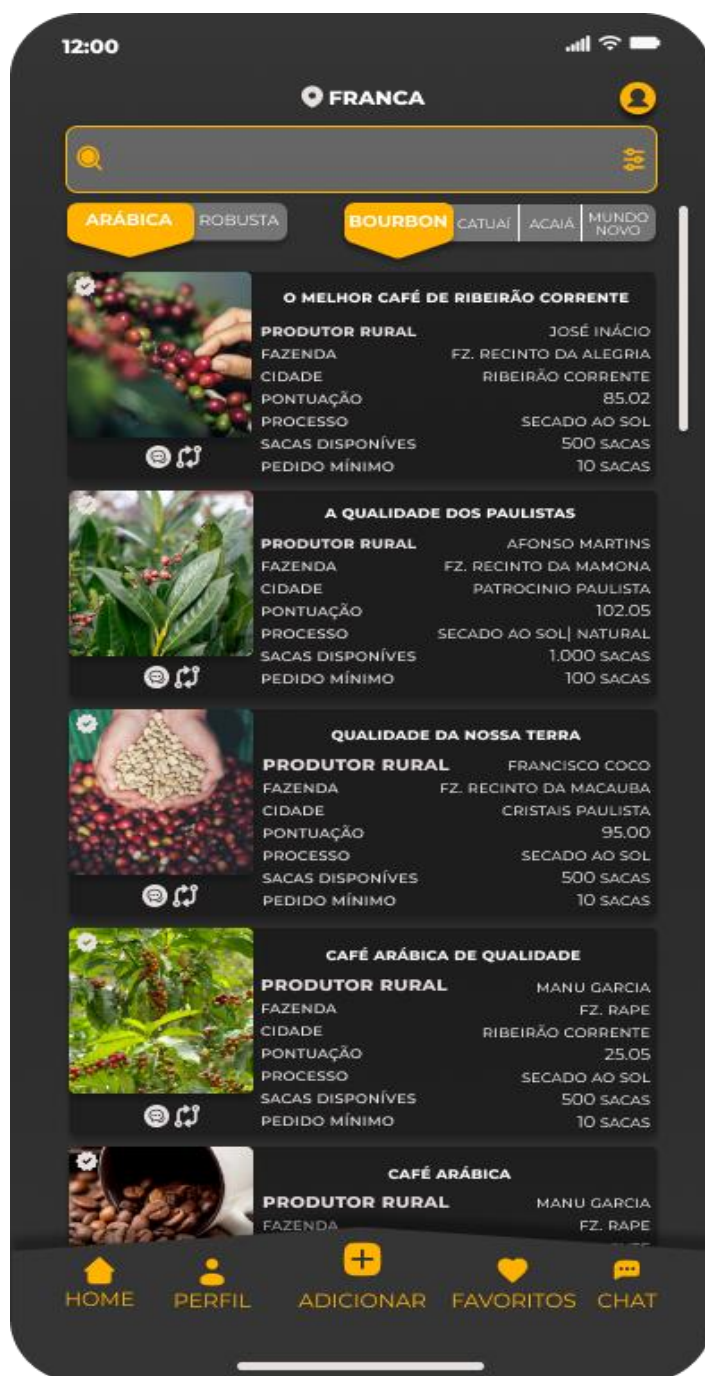 12:00
FRANCA
ARÁBICA ROBUSTA BOURBON CATUAÍ ACAIÁ MUNDO NOVO
O MELHOR CAFÉ DE RIBEIRÃO CORRENTE
PRODUTOR RURAL JOSÉ INÁCIO
FAZENDA FZ. RECINTO DA ALEGRIA
CIDADE RIBEIRÃO CORRENTE
PONTUAÇÃO 85.02
PROCESSO SECADO AO SOL
SACAS DISPONÍVES 500 SACAS
PEDIDO MÍNIMO 10 SACAS
A QUALIDADE DOS PAULISTAS
PRODUTOR RURAL AFONSO MARTINS
FAZENDA FZ. RECINTO DA MAMONA
CIDADE PATROCINIO PAULISTA
PONTUAÇÃO 102.05
PROCESSO SECADO AO SOL| NATURAL
SACAS DISPONÍVES 1.000 SACAS
PEDIDO MÍNIMO 100 SACAS
QUALIDADE DA NOSSA TERRA
PRODUTOR RURAL FRANCISCO COCO
FAZENDA FZ. RECINTO DA MACAUBA
CIDADE CRISTAIS PAULISTA
PONTUAÇÃO 95.00
PROCESSO SECADO AO SOL
SACAS DISPONÍVES 500 SACAS
PEDIDO MÍNIMO 10 SACAS
CAFÉ ARÁBICA DE QUALIDADE
PRODUTOR RURAL MANU GARCIA
FAZENDA FZ. RAPE
CIDADE RIBEIRÃO CORRENTE
PONTUAÇÃO 25.05
PROCESSO SECADO AO SOL
SACAS DISPONÍVES 500 SACAS
PEDIDO MÍNIMO 10 SACAS
CAFÉ ARÁBICA
PRODUTOR RURAL MANU GARCIA
FAZENDA FZ. RAPE
HOME PERFIL ADICIONAR FAVORITOS CHAT